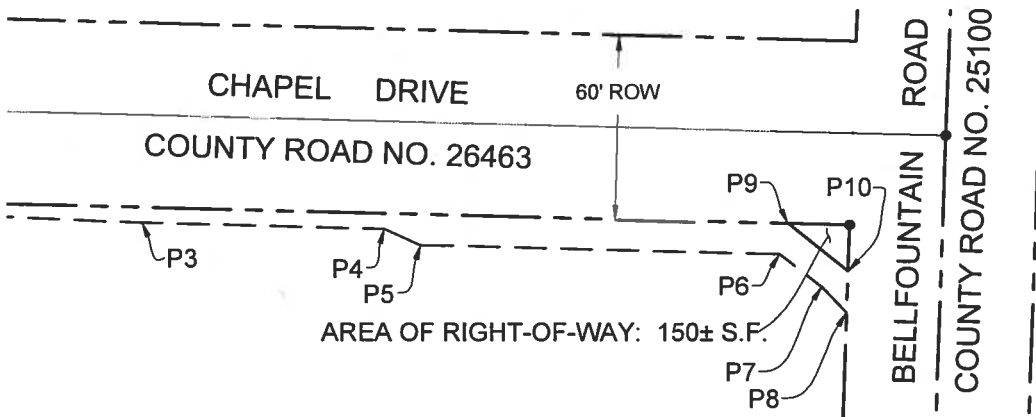 CHAPEL DRIVE
60' ROW
COUNTY ROAD NO. 26463
P9
P10
P3
P4
P5
P6
AREA OF RIGHT-OF-WAY: 150± S.F.
P7
P8
BELLFOUNTAIN ROAD
COUNTY ROAD NO. 25100